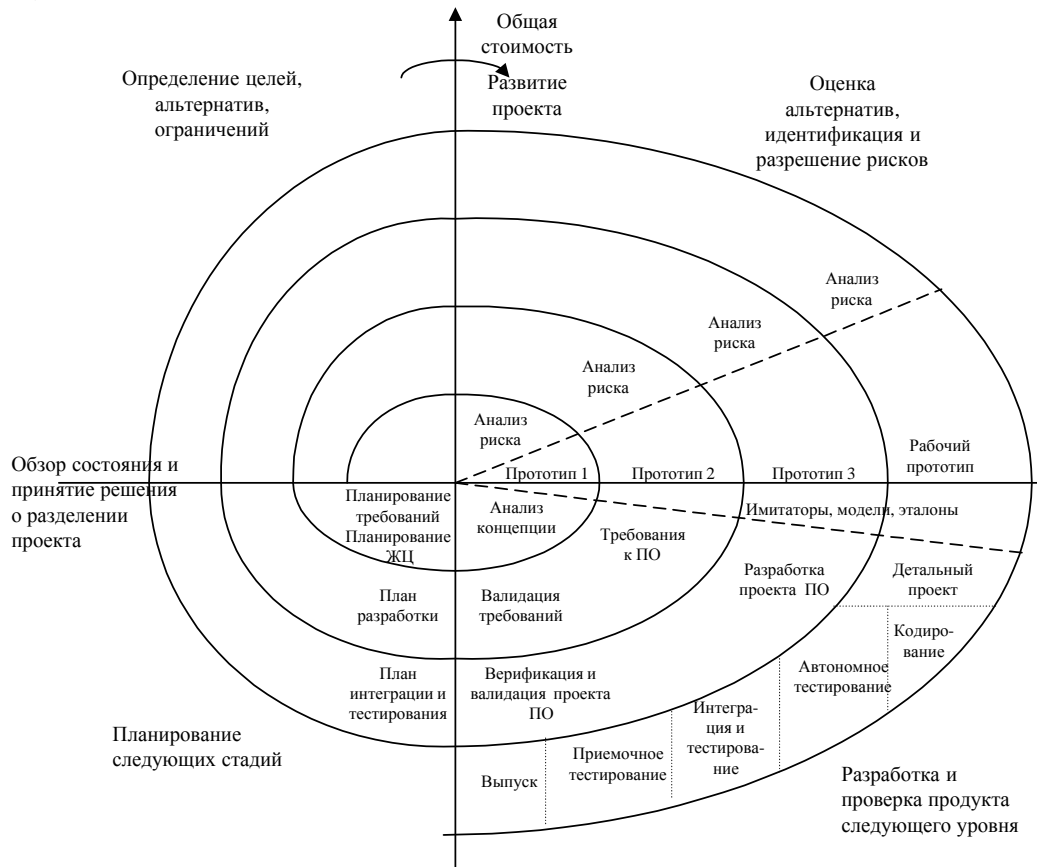 Общая
стоимость
Развитие
проекта
Определение целей,
альтернатив,
ограничений
Оценка
альтернатив,
идентификация и
разрешение рисков
Анализ
риска
Анализ
риска
Анализ
риска
Анализ
риска
Обзор состояния и
принятие решения
о разделении
проекта
Прототип 1
Прототип 2
Прототип 3
Рабочий
прототип
Планирование
требований
Планирование
ЖЦ
Анализ
концепции
Требования
к ПО
Имитаторы, модели, эталоны
Разработка
проекта ПО
Детальный
проект
План
разработки
Валидация
требований
Кодиро-
вание
Автономное
тестирование
План
интеграции и
тестирования
Верификация и
валидация проекта
ПО
Интегра-
ция и
тестирова-
ние
Приемочное
тестирование
Выпуск
Планирование
следующих стадий
Разработка и
проверка продукта
следующего уровня